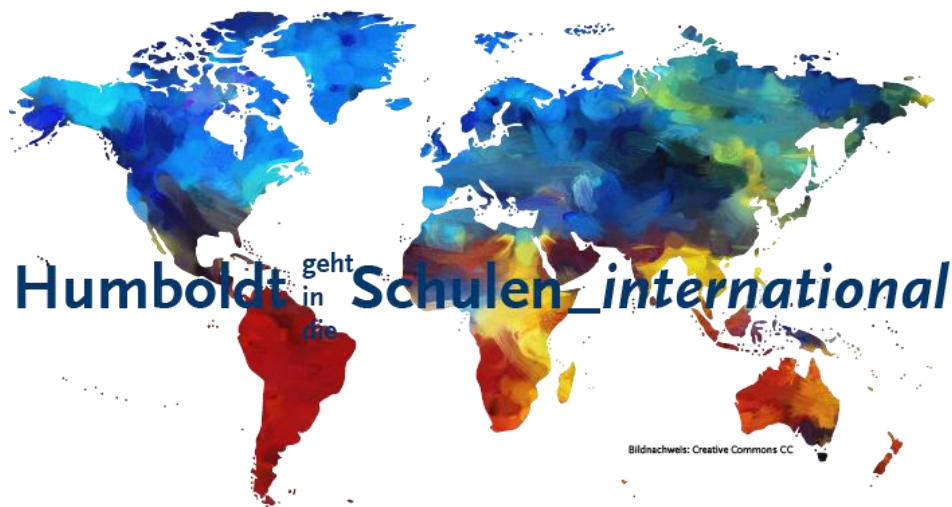 Humboldt geht in die Schulen_international
Bildnachweis: Creative Commons CC